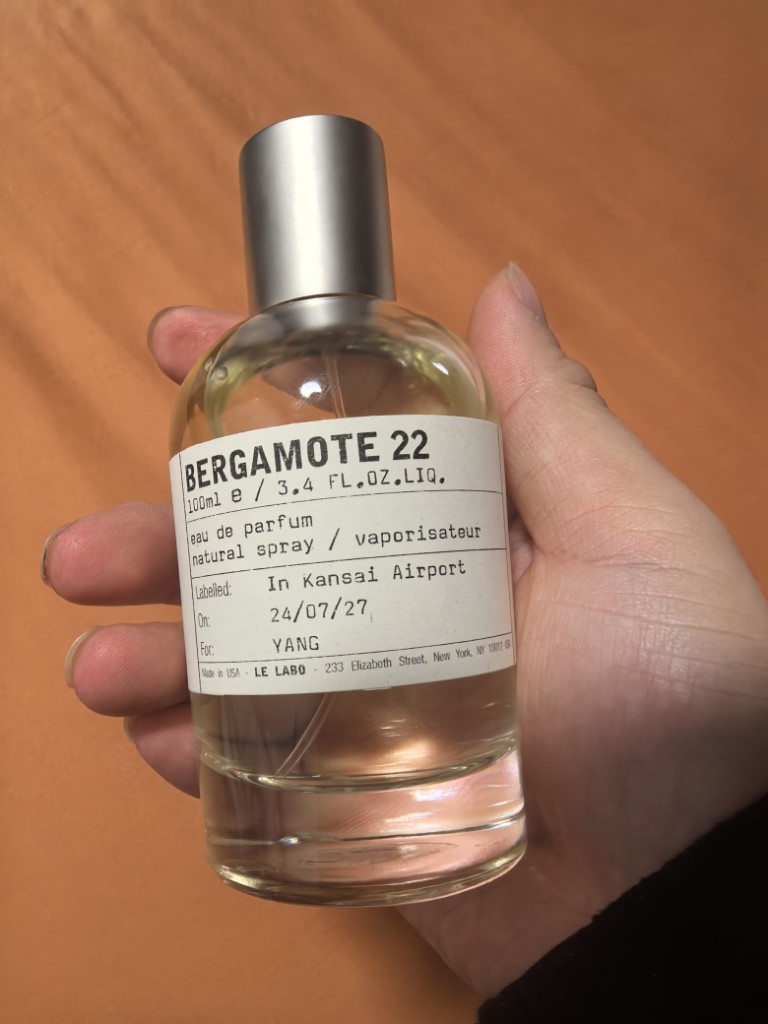 BERGAMOTE 22
100ml e / 3.4 FL.OZ.LIQ.
eau de parfum
natural spray / vaporisateur
Labelled: In Kansai Airport
On: 24/07/27
For: YANG
Made in USA - LE LABO - 233 Elizabeth Street, New York, NY 10012